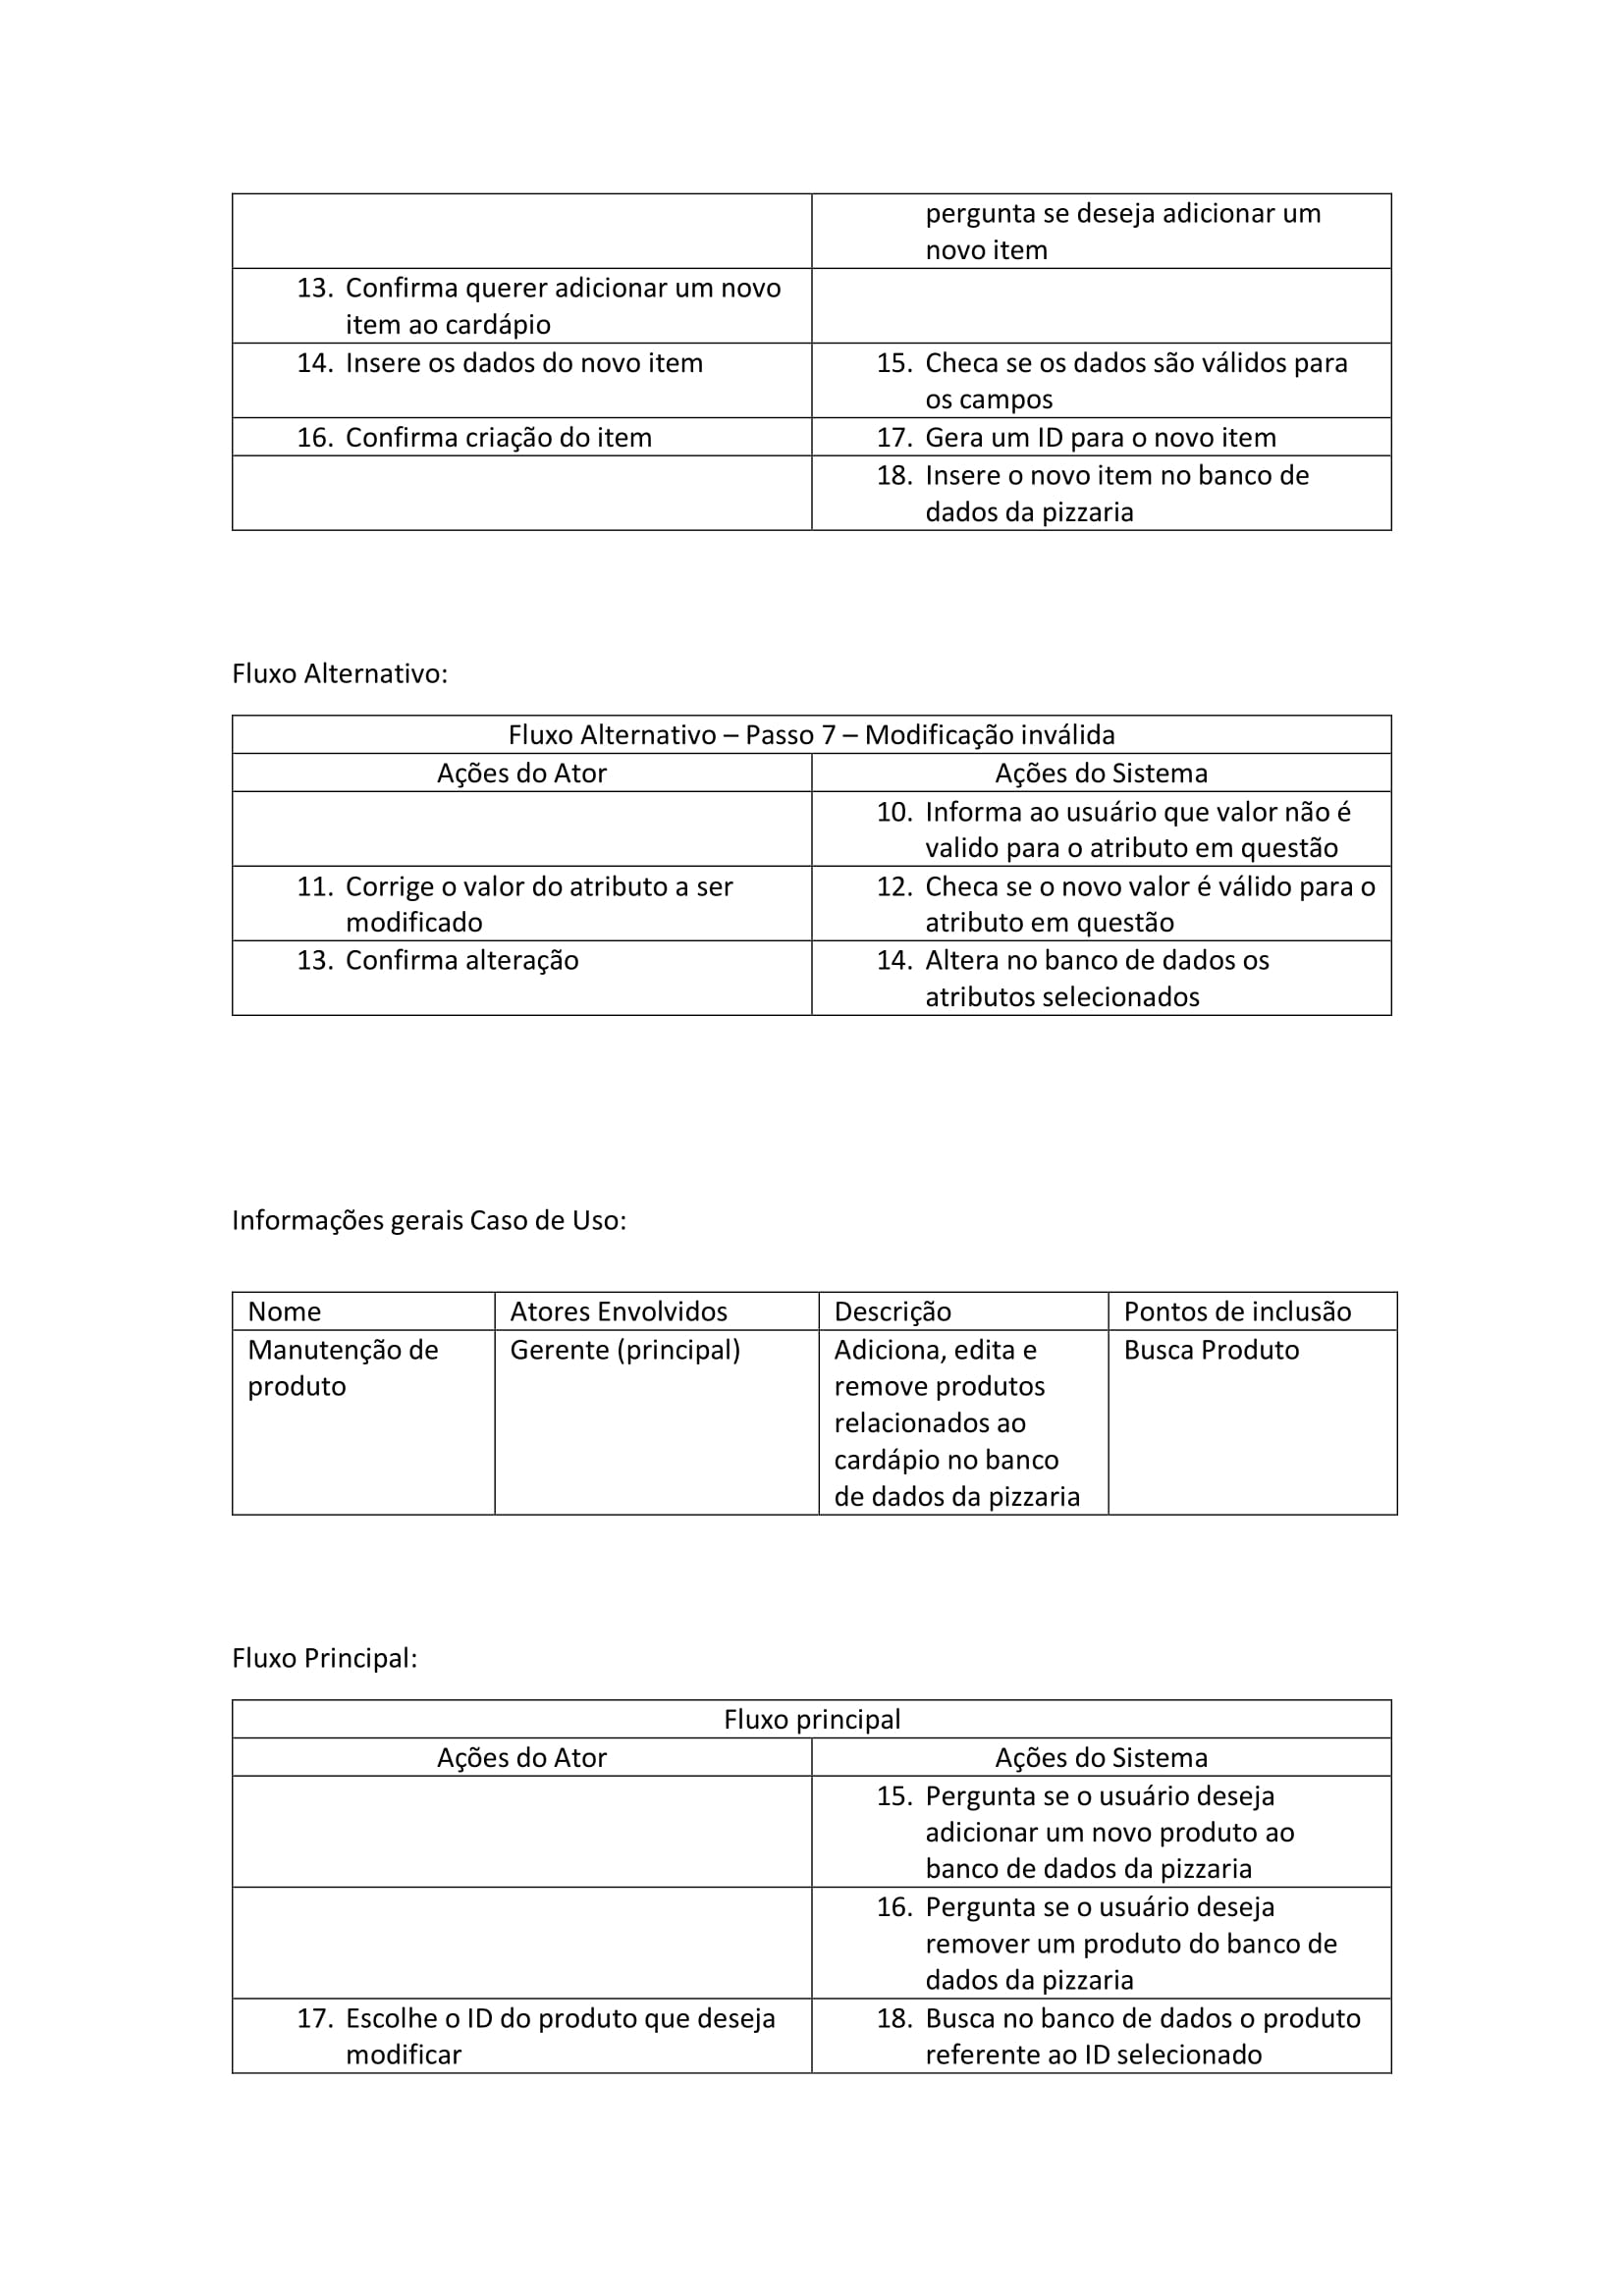 pergunta se deseja adicionar um
novo item
13. Confirma querer adicionar um novo
item ao cardápio
14. Insere os dados do novo item
15. Checa se os dados são válidos para
os campos
16. Confirma criação do item
17. Gera um ID para o novo item
18. Insere o novo item no banco de
dados da pizzaria
Fluxo Alternativo:
Fluxo Alternativo – Passo 7 – Modificação inválida
Ações do Ator
Ações do Sistema
10. Informa ao usuário que valor não é
valido para o atributo em questão
11. Corrige o valor do atributo a ser
modificado
12. Checa se o novo valor é válido para o
atributo em questão
13. Confirma alteração
14. Altera no banco de dados os
atributos selecionados
Informações gerais Caso de Uso:
Nome
Atores Envolvidos
Descrição
Pontos de inclusão
Manutenção de
produto
Gerente (principal)
Adiciona, edita e
remove produtos
relacionados ao
cardápio no banco
de dados da pizzaria
Busca Produto
Fluxo Principal:
Fluxo principal
Ações do Ator
Ações do Sistema
15. Pergunta se o usuário deseja
adicionar um novo produto ao
banco de dados da pizzaria
16. Pergunta se o usuário deseja
remover um produto do banco de
dados da pizzaria
17. Escolhe o ID do produto que deseja
modificar
18. Busca no banco de dados o produto
referente ao ID selecionado